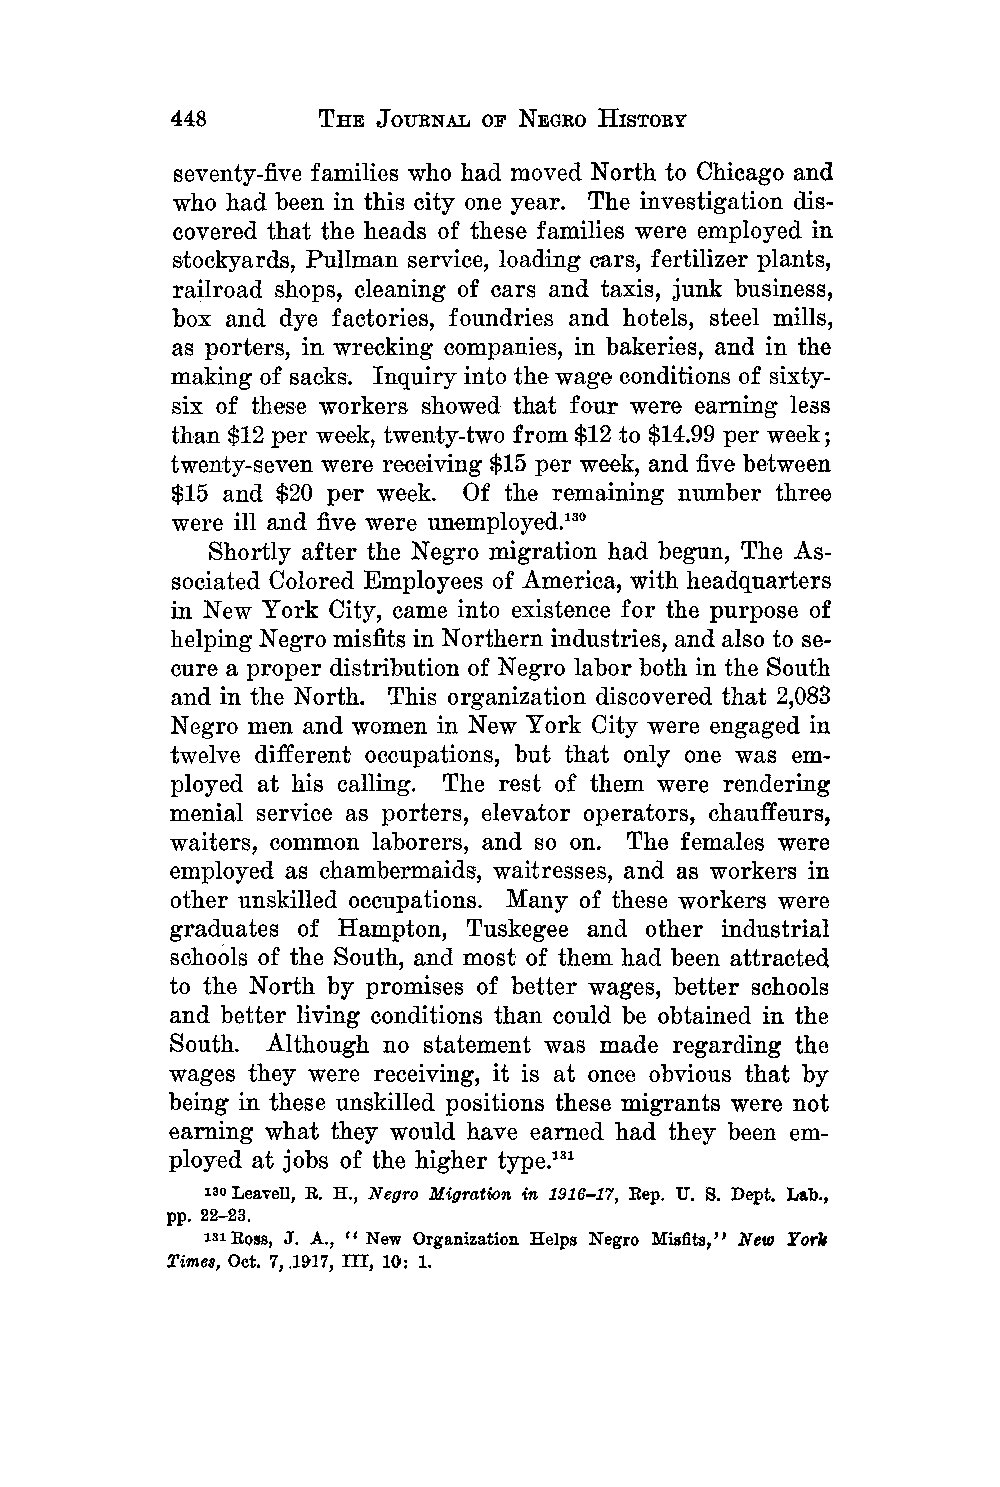 448 THE JOURNAL OF NEGRO HISTORY
seventy-five families who had moved North to Chicago and
who had been in this city one year. The investigation dis-
covered that the heads of these families were employed in
stockyards, Pullman service, loading cars, fertilizer plants,
railroad shops, cleaning of cars and taxis, junk business,
box and dye factories, foundries and hotels, steel mills,
as porters, in wrecking companies, in bakeries, and in the
making of sacks. Inquiry into the wage conditions of sixty-
six of these workers showed that four were earning less
than $12 per week, twenty-two from $12 to $14.99 per week;
twenty-seven were receiving $15 per week, and five between
$15 and $20 per week. Of the remaining number three
were ill and five were unemployed.¹³⁰
Shortly after the Negro migration had begun, The As-
sociated Colored Employees of America, with headquarters
in New York City, came into existence for the purpose of
helping Negro misfits in Northern industries, and also to se-
cure a proper distribution of Negro labor both in the South
and in the North. This organization discovered that 2,083
Negro men and women in New York City were engaged in
twelve different occupations, but that only one was em-
ployed at his calling. The rest of them were rendering
menial service as porters, elevator operators, chauffeurs,
waiters, common laborers, and so on. The females were
employed as chambermaids, waitresses, and as workers in
other unskilled occupations. Many of these workers were
graduates of Hampton, Tuskegee and other industrial
schools of the South, and most of them had been attracted
to the North by promises of better wages, better schools
and better living conditions than could be obtained in the
South. Although no statement was made regarding the
wages they were receiving, it is at once obvious that by
being in these unskilled positions these migrants were not
earning what they would have earned had they been em-
ployed at jobs of the higher type.¹³¹
¹³⁰ Leavell, R. H., Negro Migration in 1916–17, Rep. U. S. Dept. Lab.,
pp. 22–23.
¹³¹ Ross, J. A., "New Organization Helps Negro Misfits," New York
Times, Oct. 7, 1917, III, 10: 1.